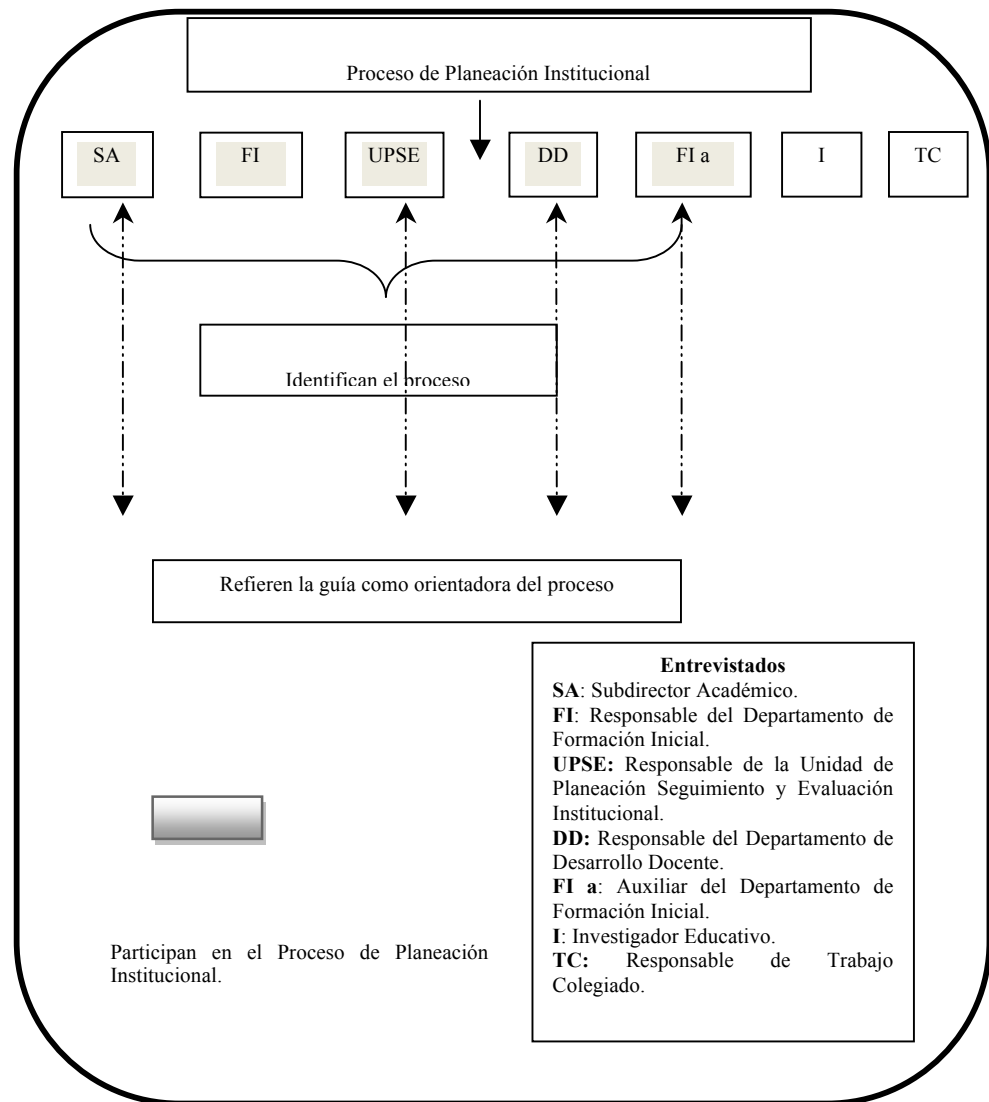 Proceso de Planeación Institucional
SA FI UPSE DD FI a I TC
Identifican el proceso
Refieren la guía como orientadora del proceso
Entrevistados
SA: Subdirector Académico.
FI: Responsable del Departamento de
Formación Inicial.
UPSE: Responsable de la Unidad de
Planeación Seguimiento y Evaluación
Institucional.
DD: Responsable del Departamento de
Desarrollo Docente.
FI a: Auxiliar del Departamento de
Formación Inicial.
I: Investigador Educativo.
TC: Responsable de Trabajo
Colegiado.
Participan en el Proceso de Planeación
Institucional.